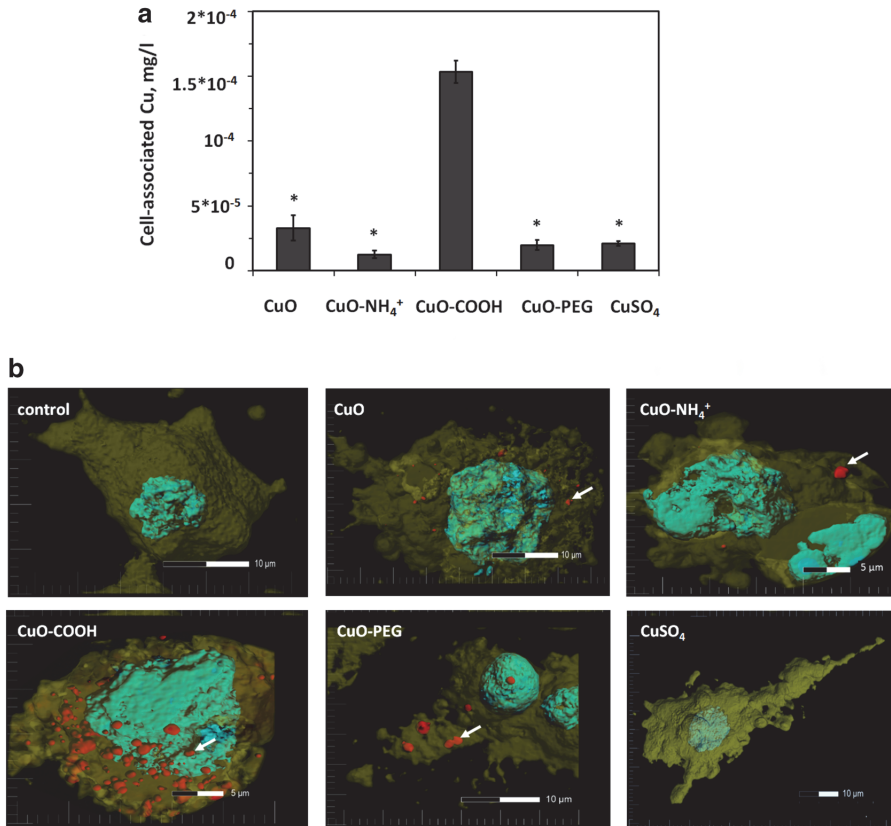 a
Cell-associated Cu, mg/l
2*10⁻⁴
1.5*10⁻⁴
10⁻⁴
5*10⁻⁵
0
* * * *
CuO CuO-NH₄⁺ CuO-COOH CuO-PEG CuSO₄
b
control CuO CuO-NH₄⁺
10 µm 10 µm 5 µm
CuO-COOH CuO-PEG CuSO₄
5 µm 10 µm 10 µm